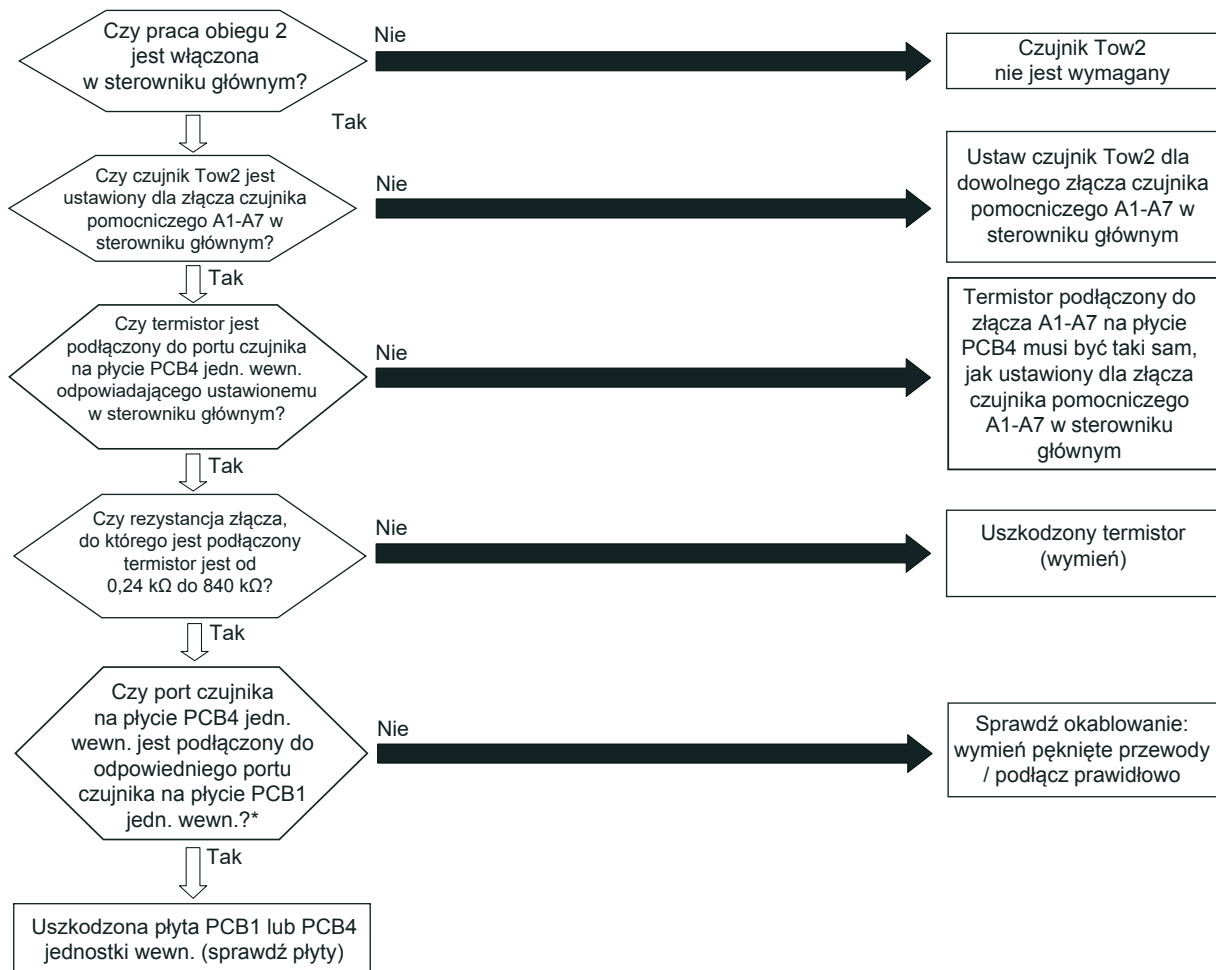 Czy praca obiegu 2
jest włączona
w sterowniku głównym?
Nie
Czujnik Tow2
nie jest wymagany
Tak
Czy czujnik Tow2 jest
ustawiony dla złącza czujnika
pomocniczego A1-A7 w
sterowniku głównym?
Nie
Ustaw czujnik Tow2 dla
dowolnego złącza czujnika
pomocniczego A1-A7 w
sterowniku głównym
Tak
Czy termistor jest
podłączony do portu czujnika
na płycie PCB4 jedn. wewn.
odpowiadającego ustawionemu
w sterowniku głównym?
Nie
Termistor podłączony do
złącza A1-A7 na płycie
PCB4 musi być taki sam,
jak ustawiony dla złącza
czujnika pomocniczego
A1-A7 w sterowniku
głównym
Tak
Czy rezystancja złącza,
do którego jest podłączony
termistor jest od
0,24 kΩ do 840 kΩ?
Nie
Uszkodzony termistor
(wymień)
Tak
Czy port czujnika
na płycie PCB4 jedn.
wewn. jest podłączony do
odpowiedniego portu
czujnika na płycie PCB1
jedn. wewn.?*
Nie
Sprawdź okablowanie:
wymień pęknięte przewody
/ podłącz prawidłowo
Tak
Uszkodzona płyta PCB1 lub PCB4
jednostki wewn. (sprawdź płyty)